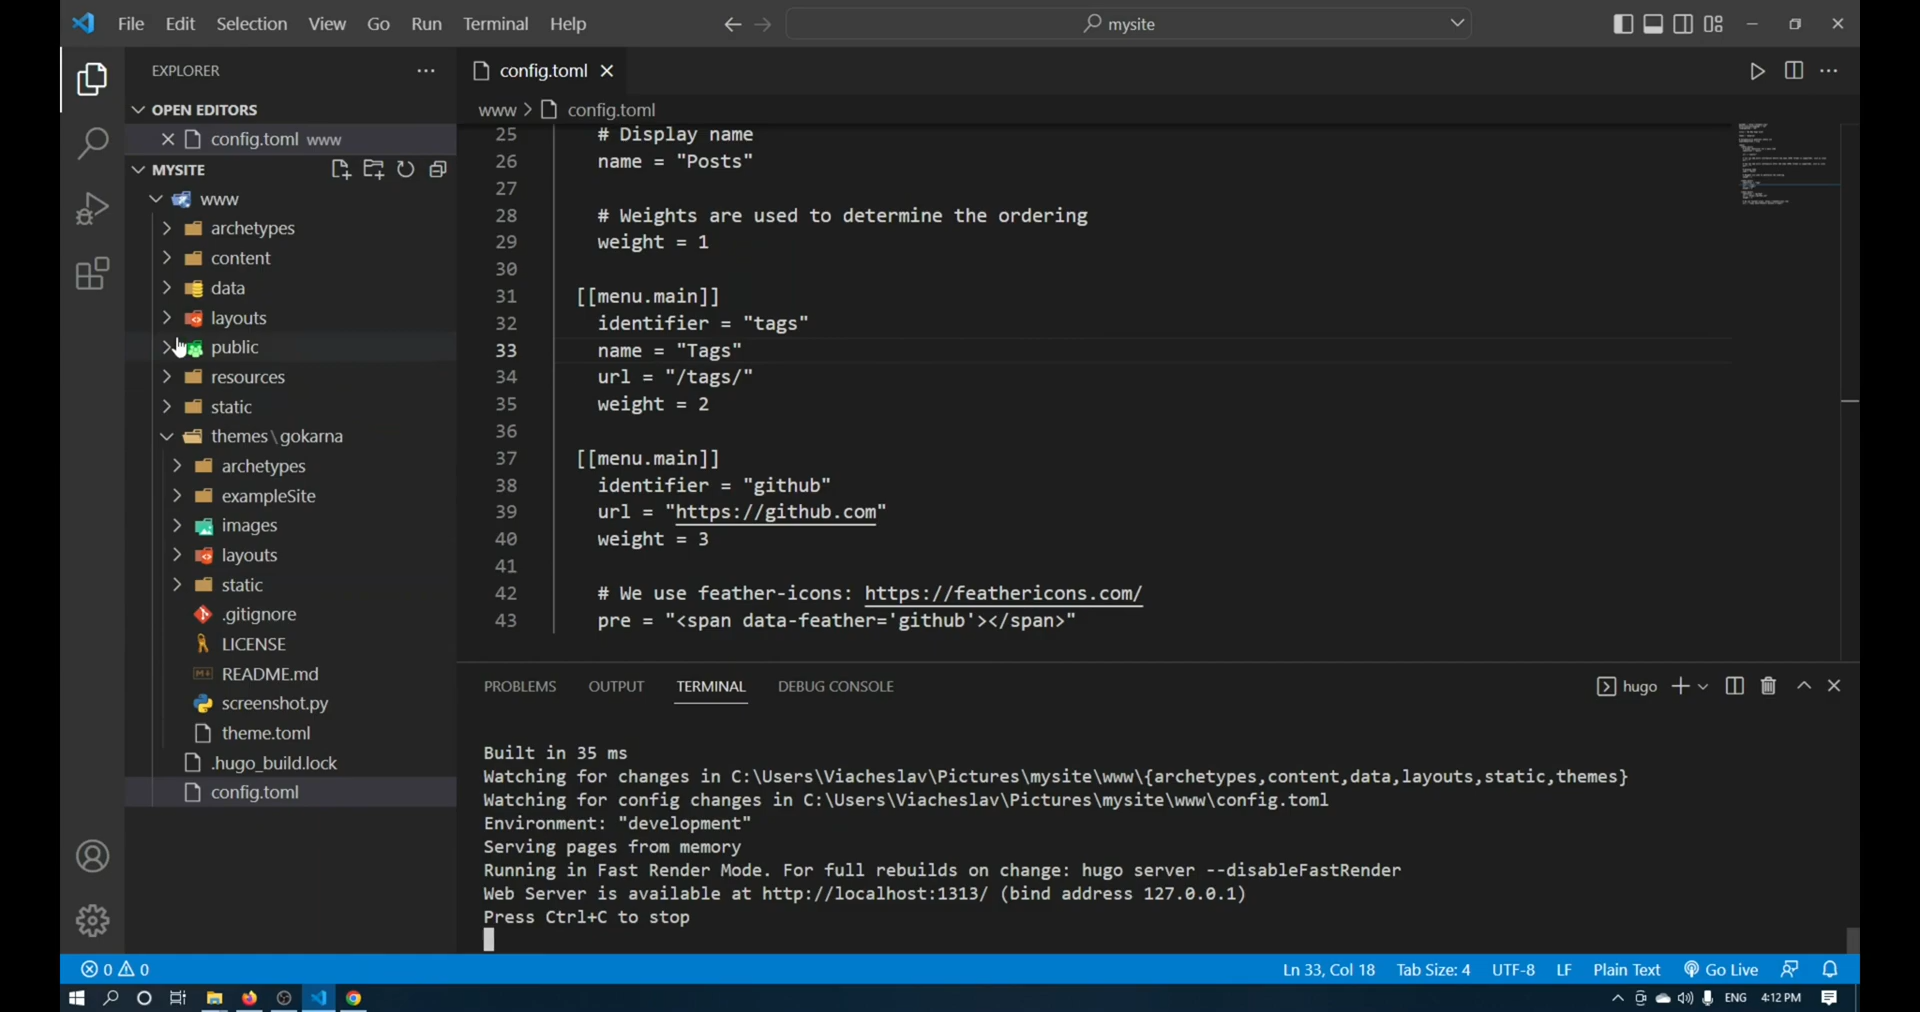 File Edit Selection View Go Run Terminal Help
mysite
EXPLORER
OPEN EDITORS
config.toml www
MYSITE
www
archetypes
content
data
layouts
public
resources
static
themes\gokarna
archetypes
exampleSite
images
layouts
static
.gitignore
LICENSE
README.md
screenshot.py
theme.toml
.hugo_build.lock
config.toml
config.toml
www > config.toml
25 # Display name
26 name = "Posts"
27
28 # Weights are used to determine the ordering
29 weight = 1
30
31 [[menu.main]]
32 identifier = "tags"
33 name = "Tags"
34 url = "/tags/"
35 weight = 2
36
37 [[menu.main]]
38 identifier = "github"
39 url = "https://github.com"
40 weight = 3
41
42 # We use feather-icons: https://feathericons.com/
43 pre = "<span data-feather='github'></span>"
PROBLEMS OUTPUT TERMINAL DEBUG CONSOLE
hugo
Built in 35 ms
Watching for changes in C:\Users\Viacheslav\Pictures\mysite\www\{archetypes,content,data,layouts,static,themes}
Watching for config changes in C:\Users\Viacheslav\Pictures\mysite\www\config.toml
Environment: "development"
Serving pages from memory
Running in Fast Render Mode. For full rebuilds on change: hugo server --disableFastRender
Web Server is available at http://localhost:1313/ (bind address 127.0.0.1)
Press Ctrl+C to stop
0 0
Ln 33, Col 18 Tab Size: 4 UTF-8 LF Plain Text Go Live
ENG 4:12 PM